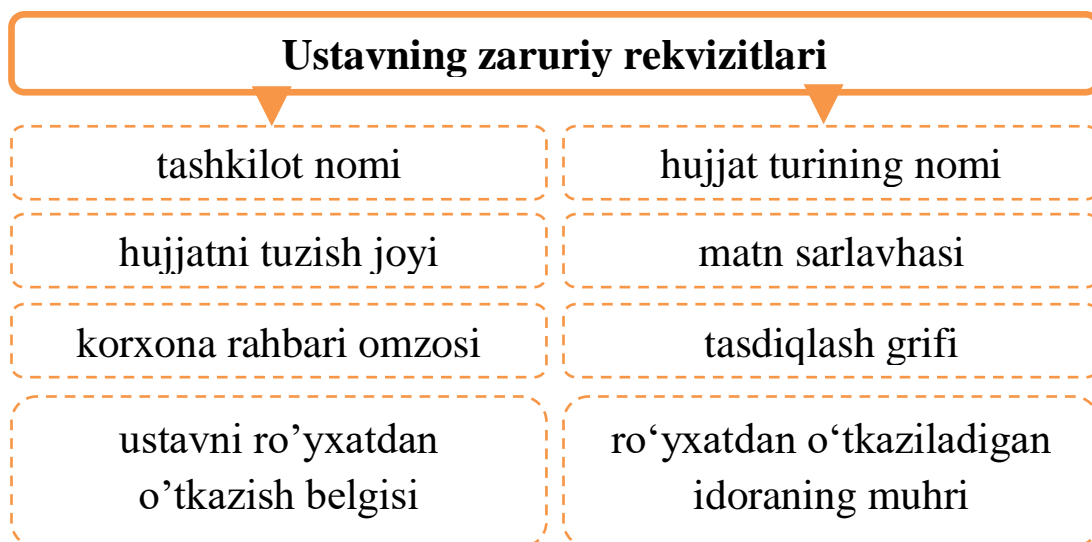 Ustavning zaruriy rekvizitlari
tashkilot nomi
hujjat turining nomi
hujjatni tuzish joyi
matn sarlavhasi
korxona rahbari omzosi
tasdiqlash grifi
ustavni ro’yxatdan
o’tkazish belgisi
ro‘yxatdan o‘tkaziladigan
idoraning muhri